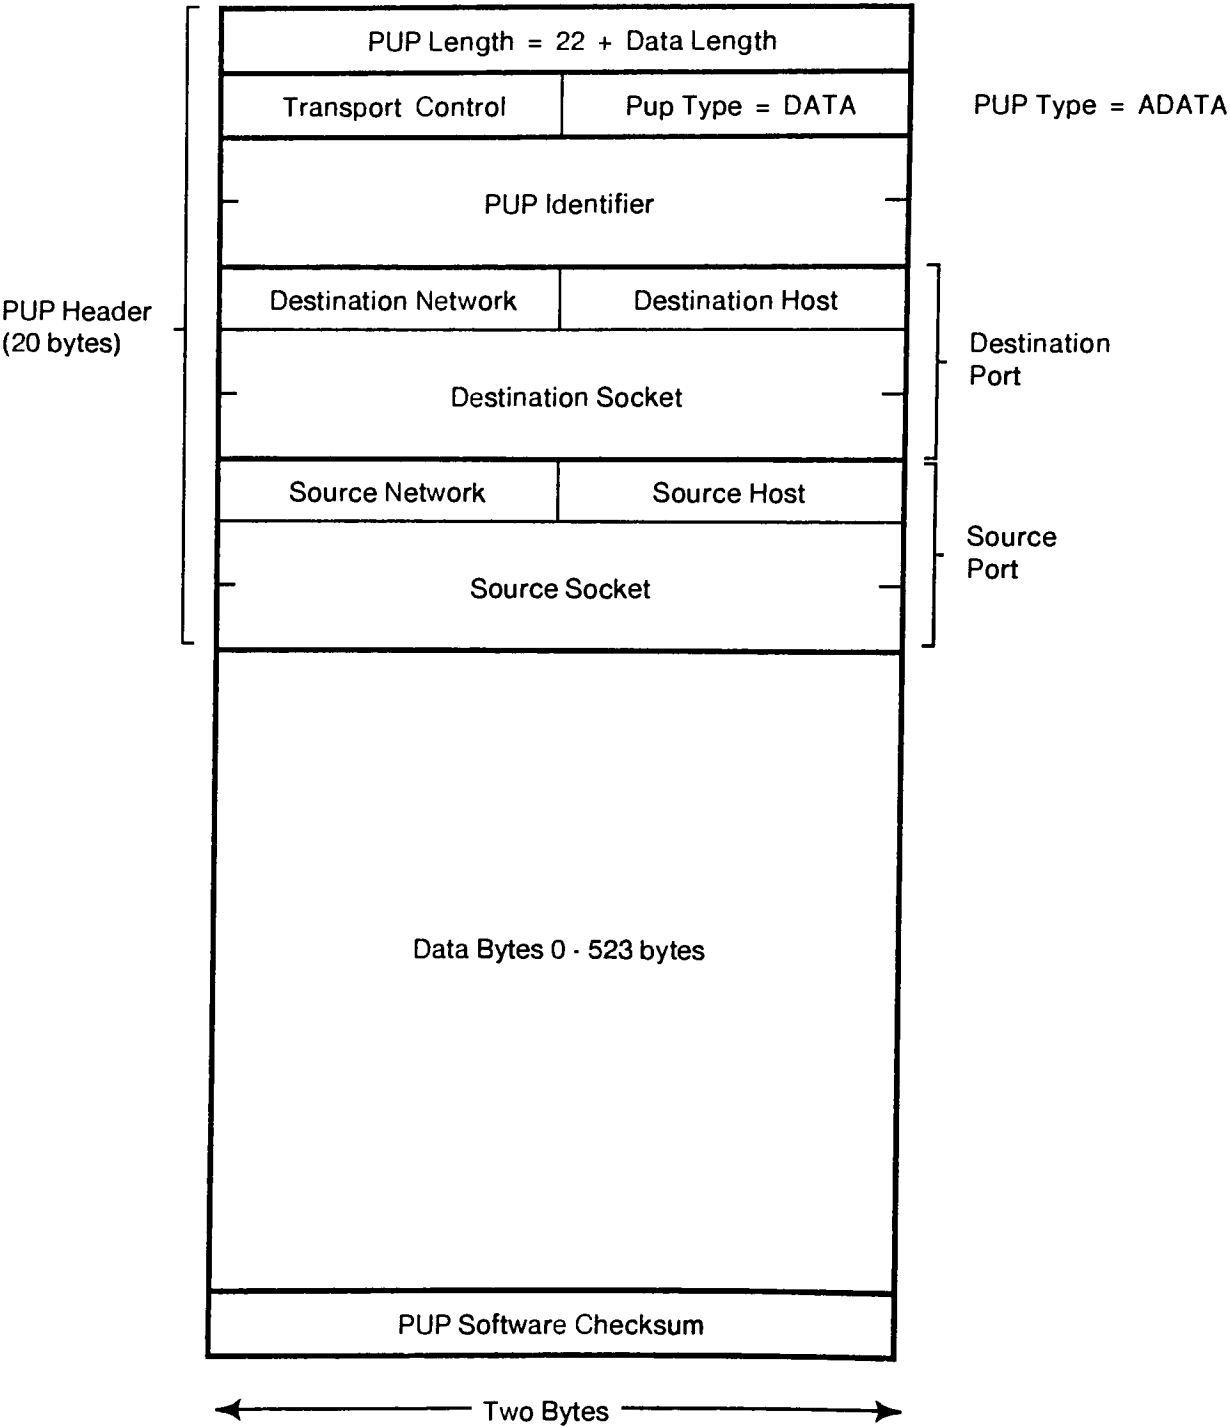 PUP Length = 22 + Data Length
Transport Control
Pup Type = DATA
PUP Type = ADATA
PUP Identifier
Destination Network
Destination Host
PUP Header
(20 bytes)
Destination
Port
Destination Socket
Source Network
Source Host
Source
Port
Source Socket
Data Bytes 0 - 523 bytes
PUP Software Checksum
Two Bytes